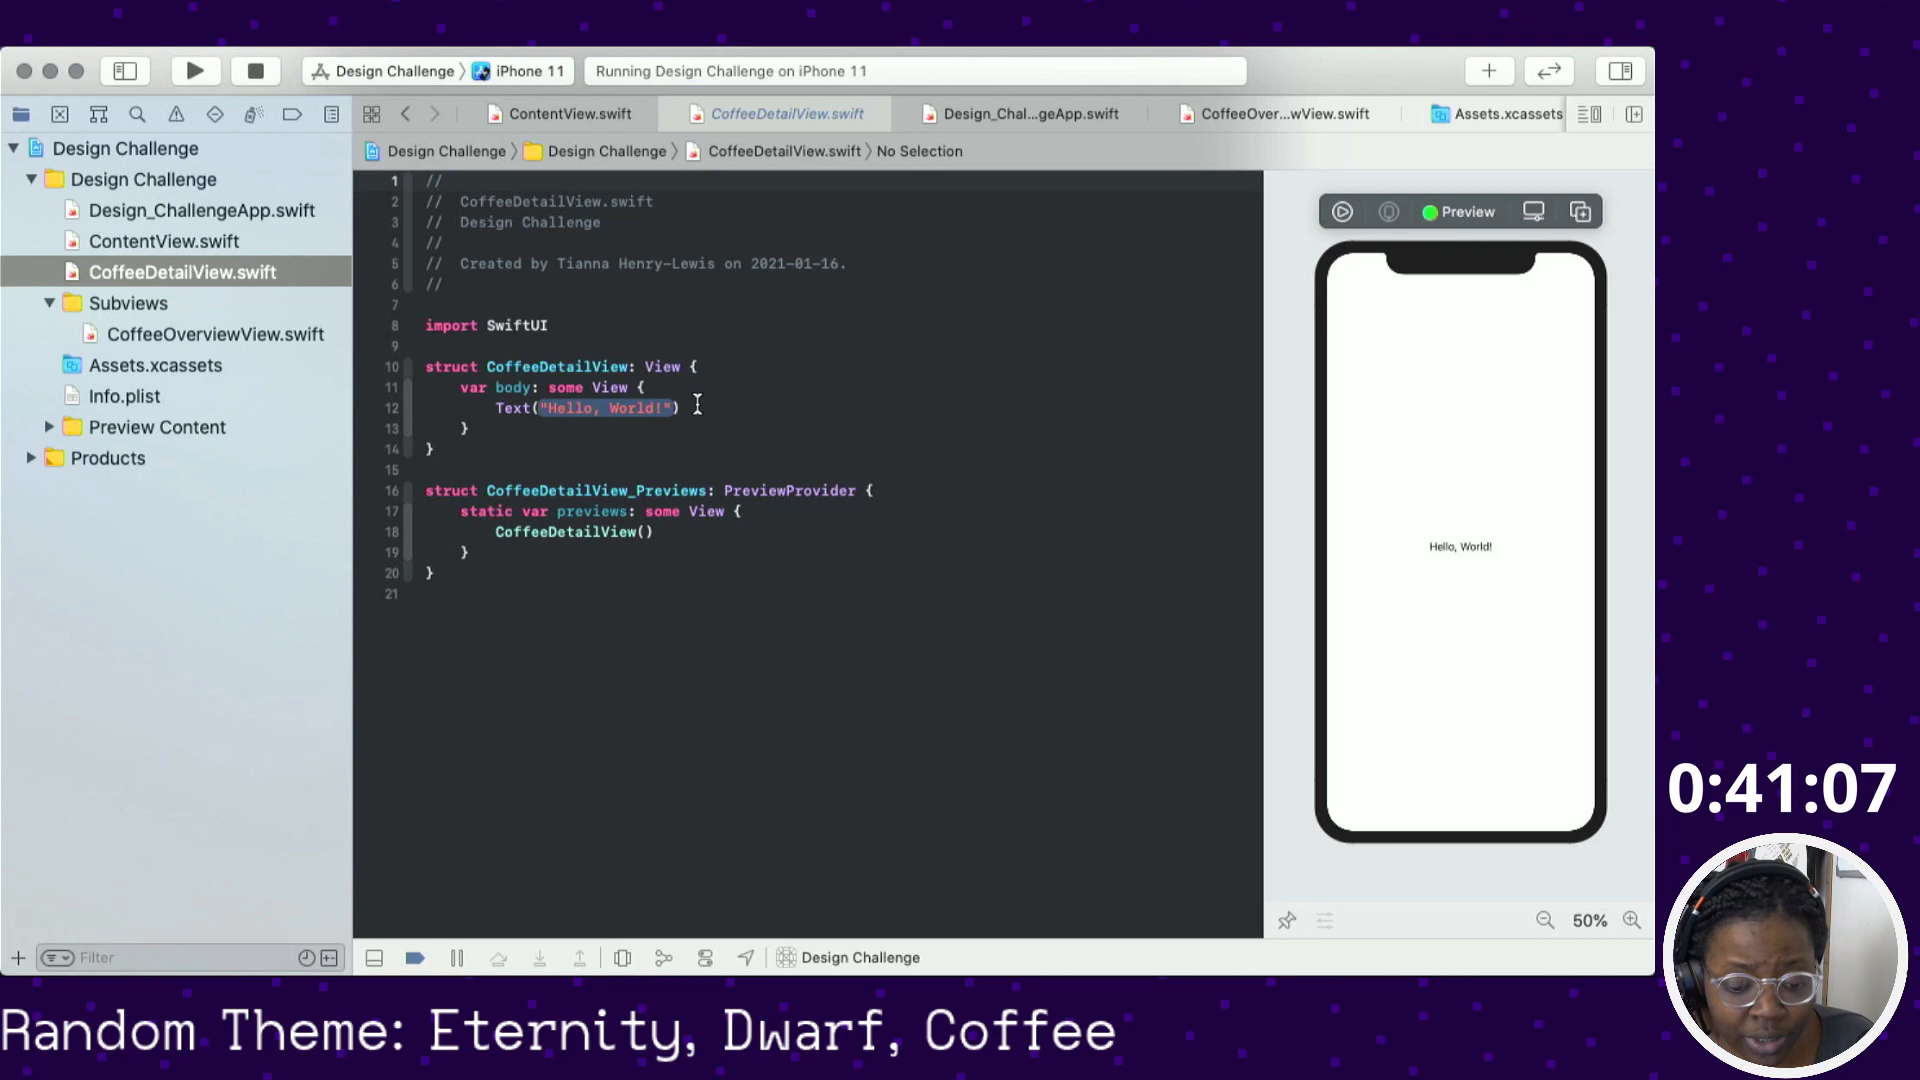 Design Challenge
iPhone 11
Running Design Challenge on iPhone 11
ContentView.swift
CoffeeDetailView.swift
Design_Chal...geApp.swift
CoffeeOver...wView.swift
Assets.xcassets
Design Challenge
Design Challenge
CoffeeDetailView.swift
No Selection
Design Challenge
Design Challenge
Design_ChallengeApp.swift
ContentView.swift
CoffeeDetailView.swift
Subviews
CoffeeOverviewView.swift
Assets.xcassets
Info.plist
Preview Content
Products
Filter
1 //
2 //  CoffeeDetailView.swift
3 //  Design Challenge
4 //
5 //  Created by Tianna Henry-Lewis on 2021-01-16.
6 //
7
8 import SwiftUI
9
10 struct CoffeeDetailView: View {
11     var body: some View {
12         Text("Hello, World!")
13     }
14 }
15
16 struct CoffeeDetailView_Previews: PreviewProvider {
17     static var previews: some View {
18         CoffeeDetailView()
19     }
20 }
21
Preview
Hello, World!
50%
Design Challenge
0:41:07
Random Theme: Eternity, Dwarf, Coffee